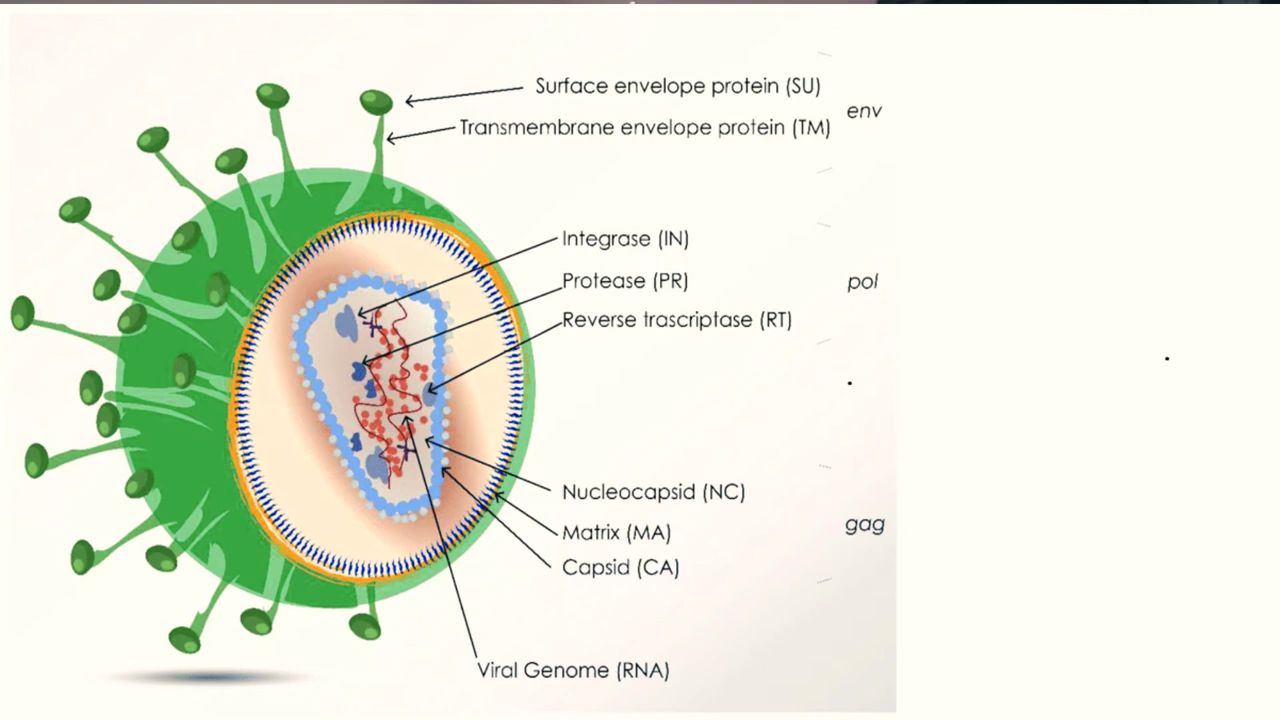 Surface envelope protein (SU)
env
Transmembrane envelope protein (TM)
Integrase (IN)
Protease (PR)
pol
Reverse trascriptase (RT)
Nucleocapsid (NC)
gag
Matrix (MA)
Capsid (CA)
Viral Genome (RNA)